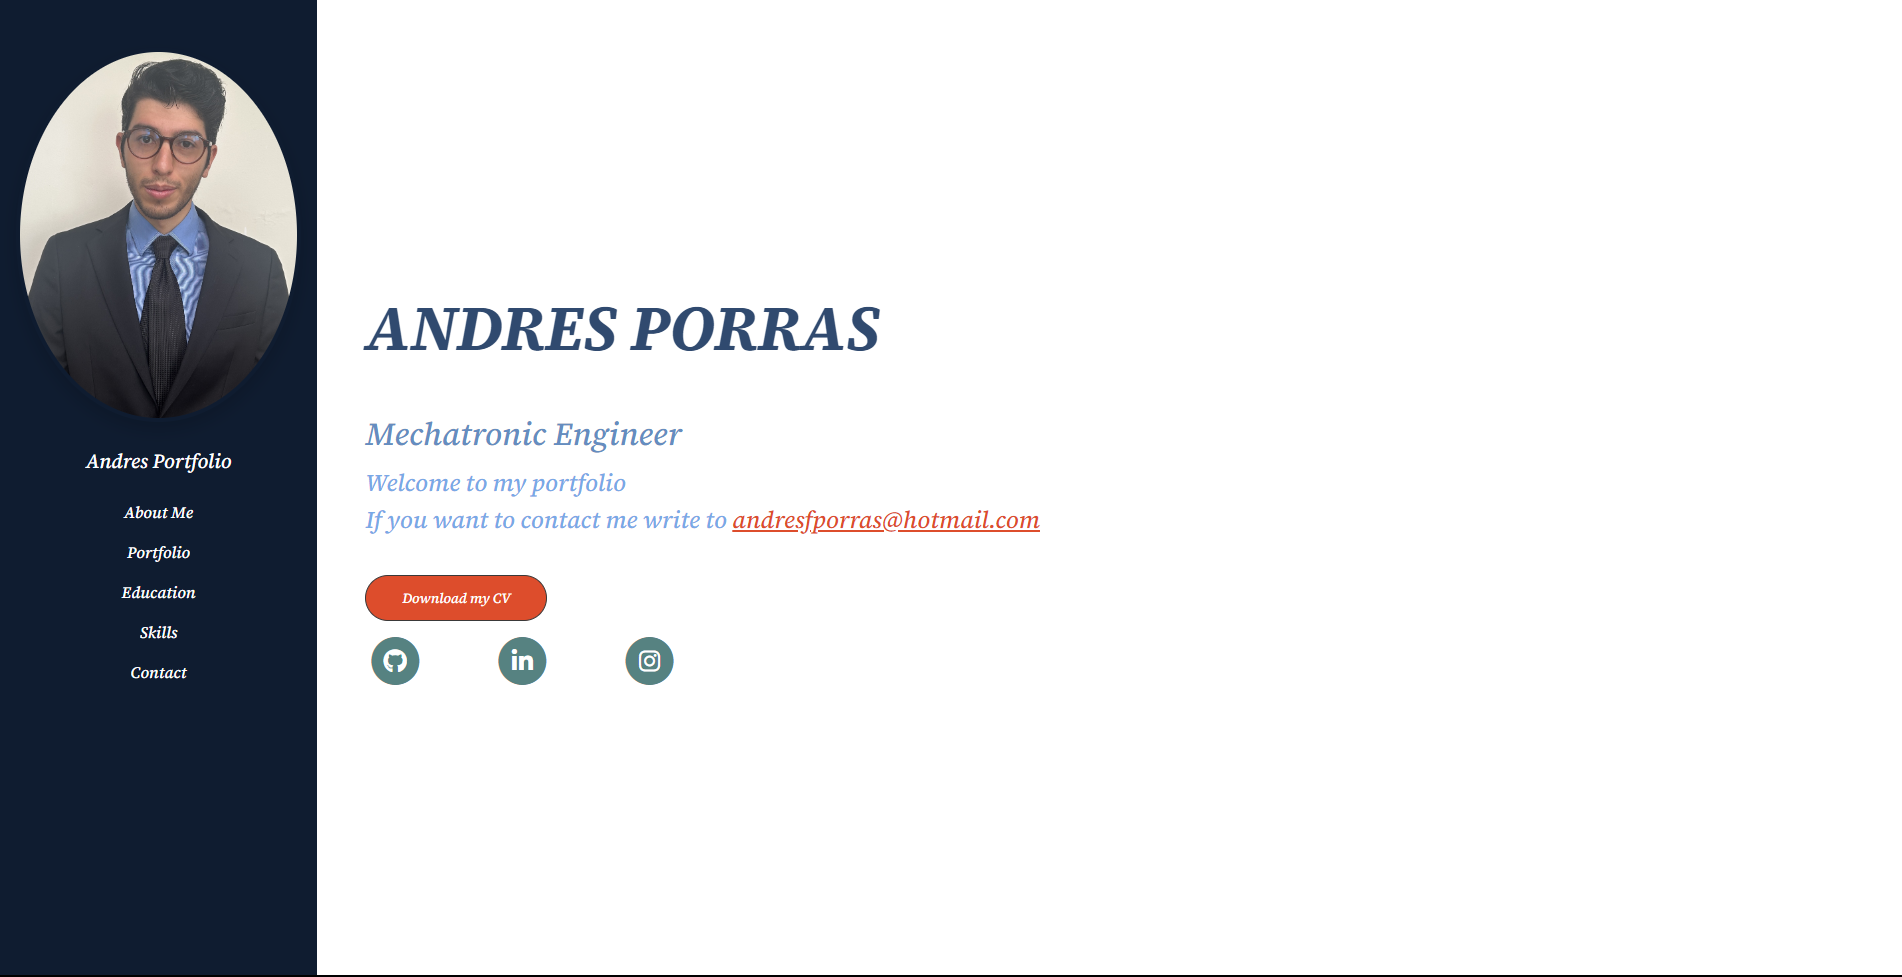 Andres Portfolio
About Me
Portfolio
Education
Skills
Contact
ANDRES PORRAS
Mechatronic Engineer
Welcome to my portfolio
If you want to contact me write to andresfporras@hotmail.com
Download my CV
in